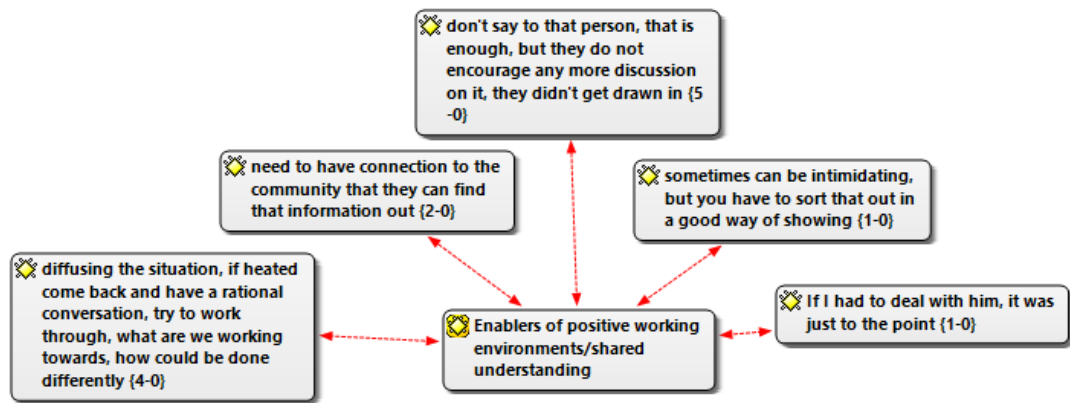 don't say to that person, that is
enough, but they do not
encourage any more discussion
on it, they didn't get drawn in {5
-0}
need to have connection to the
community that they can find
that information out {2-0}
sometimes can be intimidating,
but you have to sort that out in
a good way of showing {1-0}
diffusing the situation, if heated
come back and have a rational
conversation, try to work
through, what are we working
towards, how could be done
differently {4-0}
If I had to deal with him, it was
just to the point {1-0}
Enablers of positive working
environments/shared
understanding